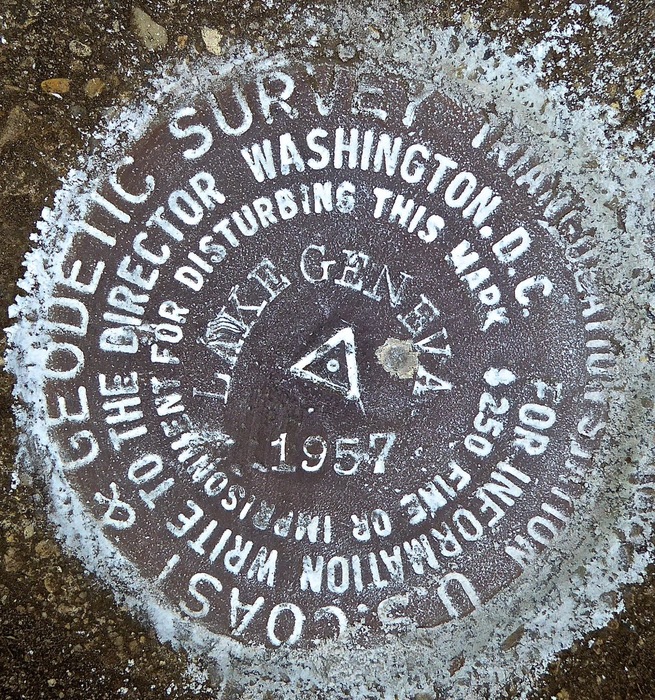 U.S. COAST & GEODETIC SURVEY TRIANGULATION STATION
FOR INFORMATION WRITE TO THE DIRECTOR WASHINGTON. D.C.
$250 FINE OR IMPRISONMENT FOR DISTURBING THIS MARK
LAKE GENEVA
1957